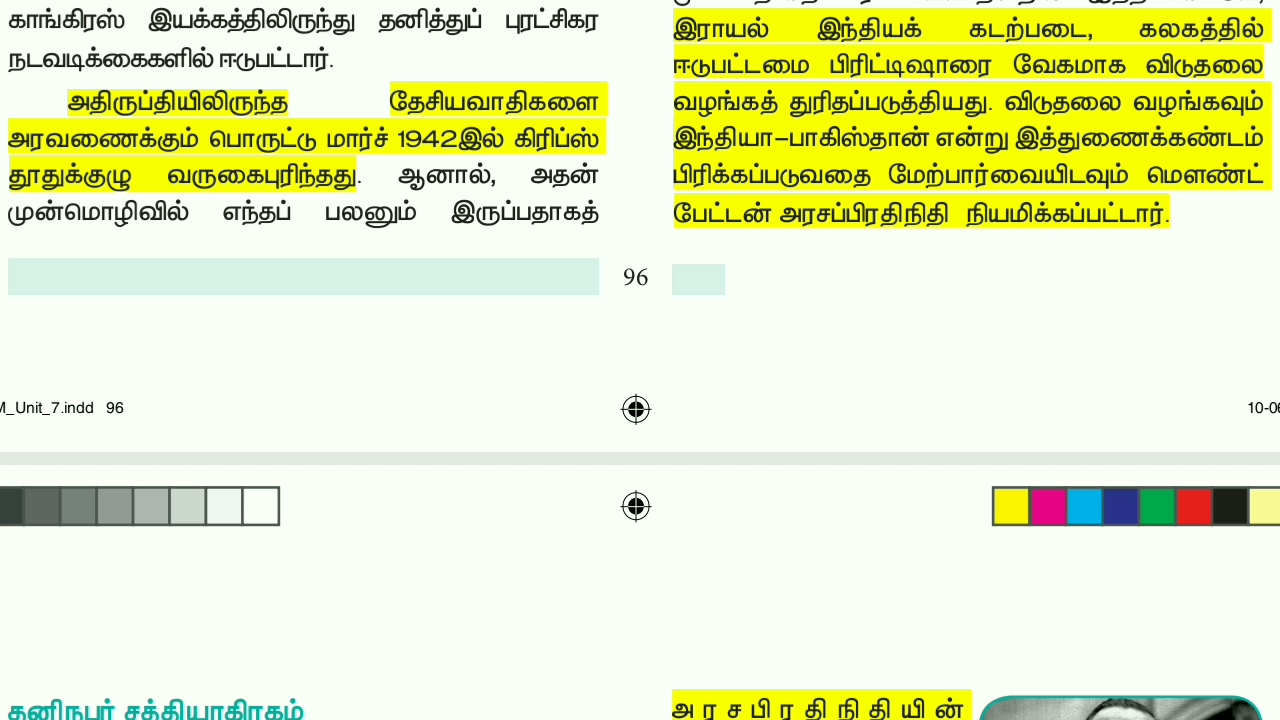 காங்கிரஸ் இயக்கத்திலிருந்து தனித்துப் புரட்சிகர
நடவடிக்கைகளில் ஈடுபட்டார்.
அதிருப்தியிலிருந்த தேசியவாதிகளை
அரவணைக்கும் பொருட்டு மார்ச் 1942இல் கிரிப்ஸ்
தூதுக்குழு வருகைபுரிந்தது. ஆனால், அதன்
முன்மொழிவில் எந்தப் பலனும் இருப்பதாகத்
இராயல் இந்தியக் கடற்படை, கலகத்தில்
ஈடுபட்டமை பிரிட்டிஷாரை வேகமாக விடுதலை
வழங்கத் துரிதப்படுத்தியது. விடுதலை வழங்கவும்
இந்தியா-பாகிஸ்தான் என்று இத்துணைக்கண்டம்
பிரிக்கப்படுவதை மேற்பார்வையிடவும் மௌண்ட்
பேட்டன் அரசப்பிரதிநிதி நியமிக்கப்பட்டார்.
96
M_Unit_7.indd 96
10-06
தனிநபர் சத்தியாகிரகம்
அரசபிரதிநிதியின்